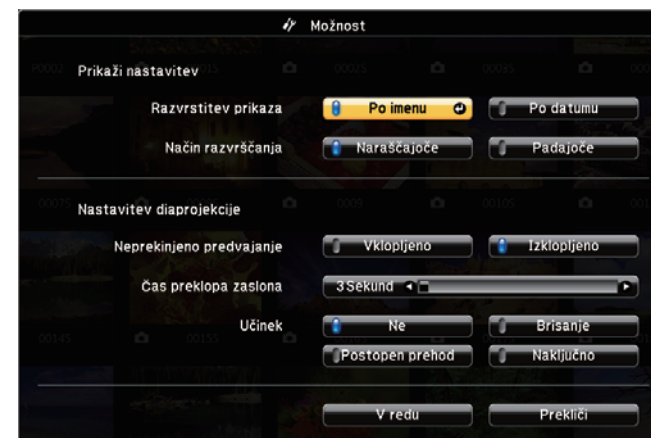 Možnost
Prikaži nastavitev
Razvrstitev prikaza Po imenu Po datumu
Način razvrščanja Naraščajoče Padajoče
Nastavitev diaprojekcije
Neprekinjeno predvajanje Vklopljeno Izklopljeno
Čas preklopa zaslona 3 Sekund
Učinek Ne Brisanje
Postopen prehod Naključno
V redu Prekliči